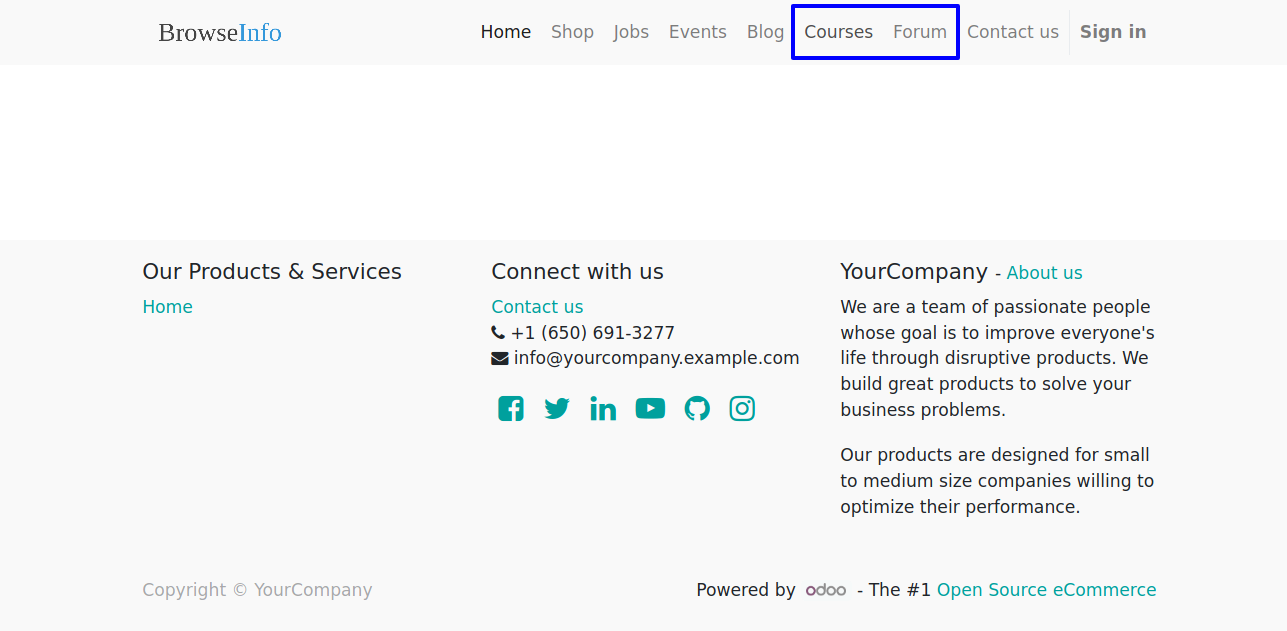 BrowseInfo Home Shop Jobs Events Blog Courses Forum Contact us Sign in
Our Products & Services
Home
Connect with us
Contact us
+1 (650) 691-3277
info@yourcompany.example.com
YourCompany - About us
We are a team of passionate people
whose goal is to improve everyone's
life through disruptive products. We
build great products to solve your
business problems.
Our products are designed for small
to medium size companies willing to
optimize their performance.
Copyright © YourCompany
Powered by odoo - The #1 Open Source eCommerce